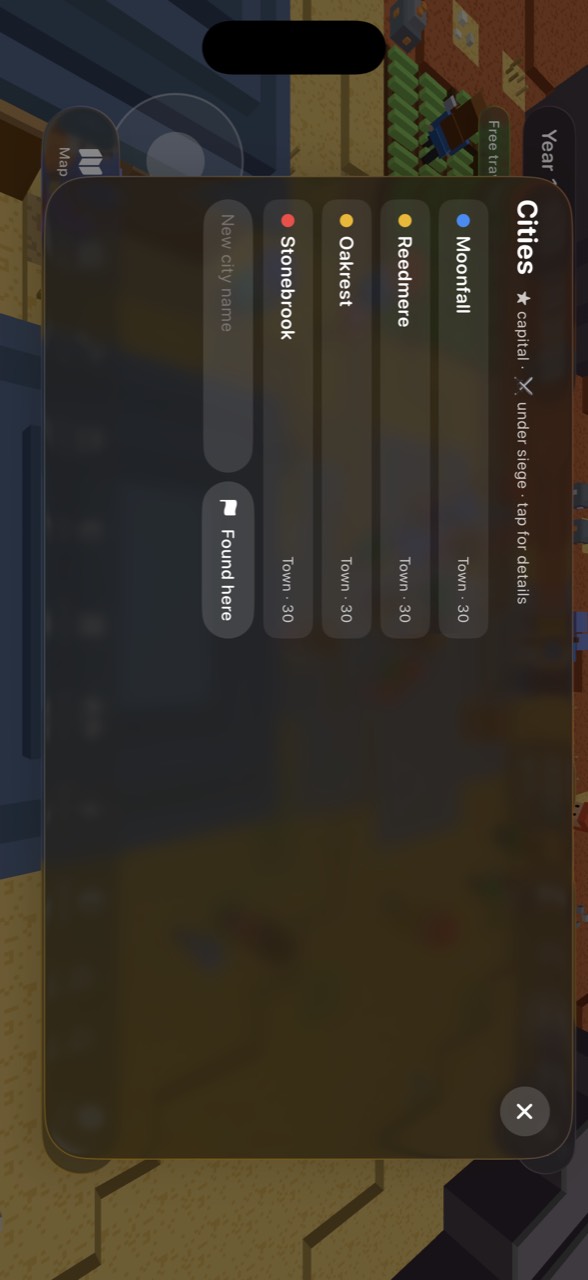 Year
Free tra
Cities ★ capital · ⚔ under siege · tap for details
Moonfall Town · 30
Reedmere Town · 30
Oakrest Town · 30
Stonebrook Town · 30
New city name Found here
Map